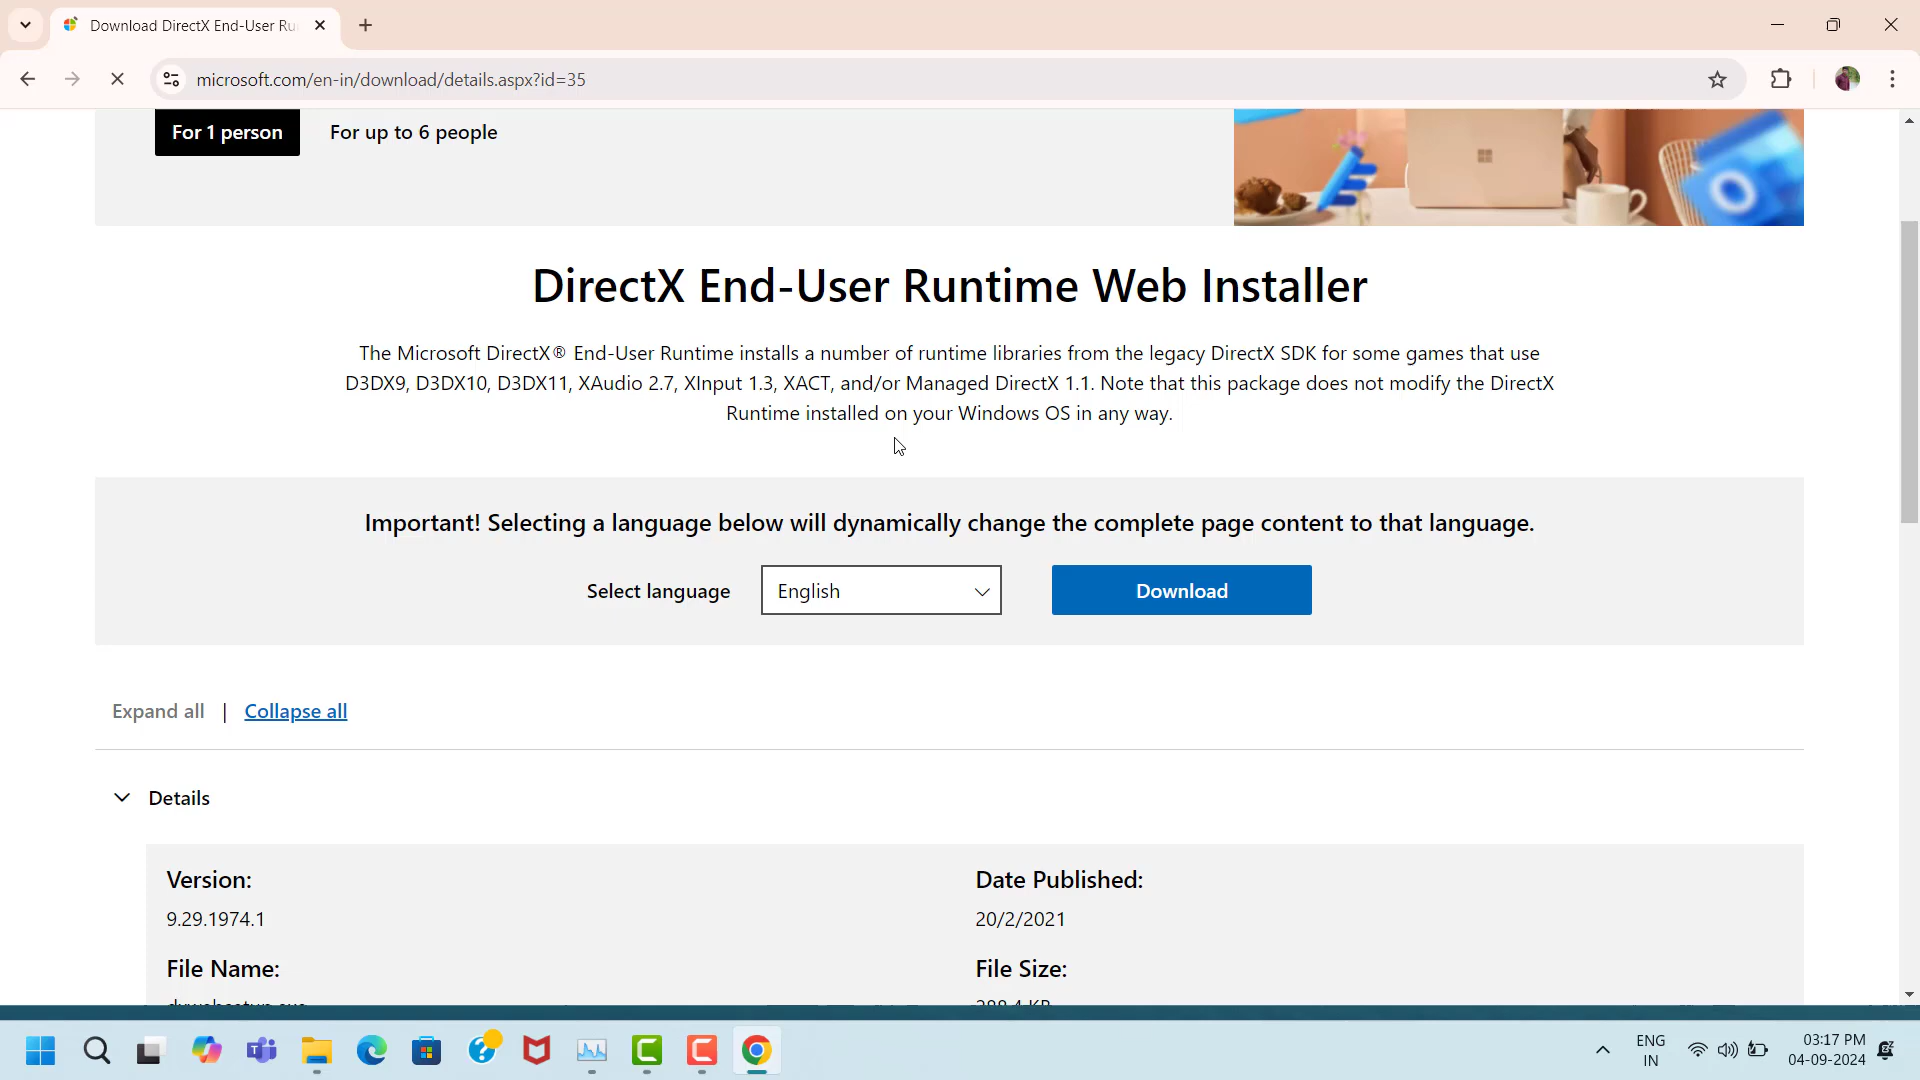 Download DirectX End-User Ru
microsoft.com/en-in/download/details.aspx?id=35
For 1 person
For up to 6 people
DirectX End-User Runtime Web Installer
The Microsoft DirectX® End-User Runtime installs a number of runtime libraries from the legacy DirectX SDK for some games that use
D3DX9, D3DX10, D3DX11, XAudio 2.7, XInput 1.3, XACT, and/or Managed DirectX 1.1. Note that this package does not modify the DirectX
Runtime installed on your Windows OS in any way.
Important! Selecting a language below will dynamically change the complete page content to that language.
Select language
English
Download
Expand all | Collapse all
Details
Version:
Date Published:
9.29.1974.1
20/2/2021
File Name:
File Size:
ENG
IN
03:17 PM
04-09-2024